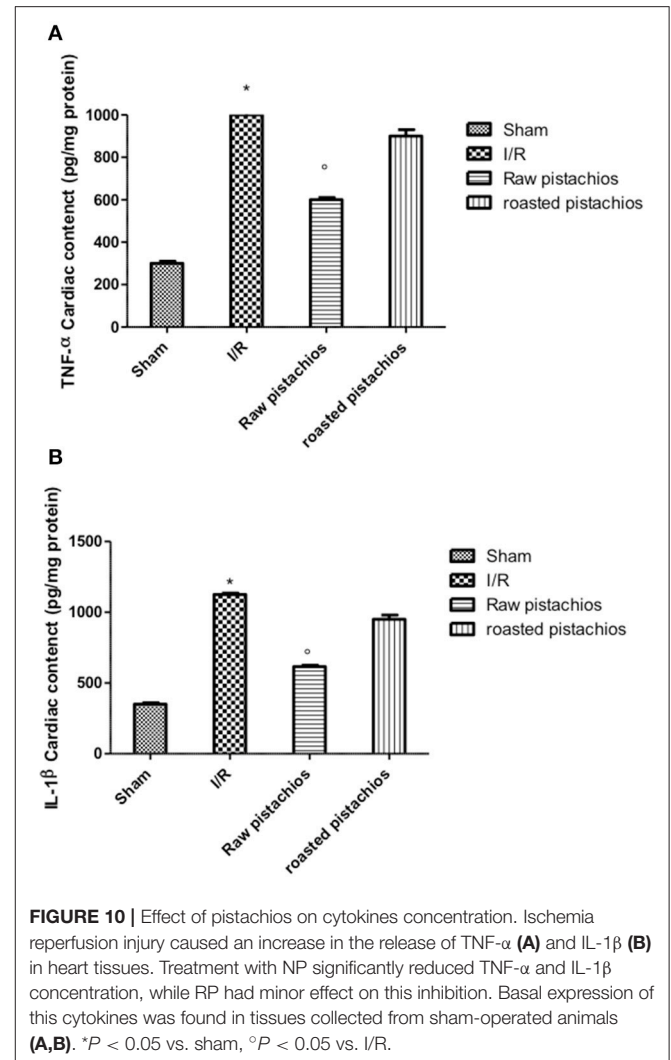 A
TNF-α Cardiac contenct (pg/mg protein)
1000
800
600
400
200
0
*
°
Sham
I/R
Raw pistachios
roasted pistachios
Sham
I/R
Raw pistachios
roasted pistachios
B
IL-1β Cardiac contenct (pg/mg protein)
1500
1000
500
0
*
°
Sham
I/R
Raw pistachios
roasted pistachios
Sham
I/R
Raw pistachios
roasted pistachios
FIGURE 10 | Effect of pistachios on cytokines concentration. Ischemia
reperfusion injury caused an increase in the release of TNF-α (A) and IL-1β (B)
in heart tissues. Treatment with NP significantly reduced TNF-α and IL-1β
concentration, while RP had minor effect on this inhibition. Basal expression of
this cytokines was found in tissues collected from sham-operated animals
(A,B). *P < 0.05 vs. sham, °P < 0.05 vs. I/R.